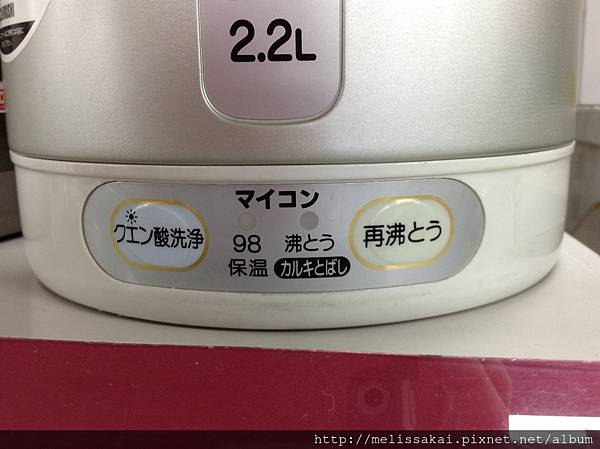 2.2L
マイコン
クエン酸洗浄
98
保温
沸とう
カルキとばし
再沸とう
http://melissakai.pixnet.net/album